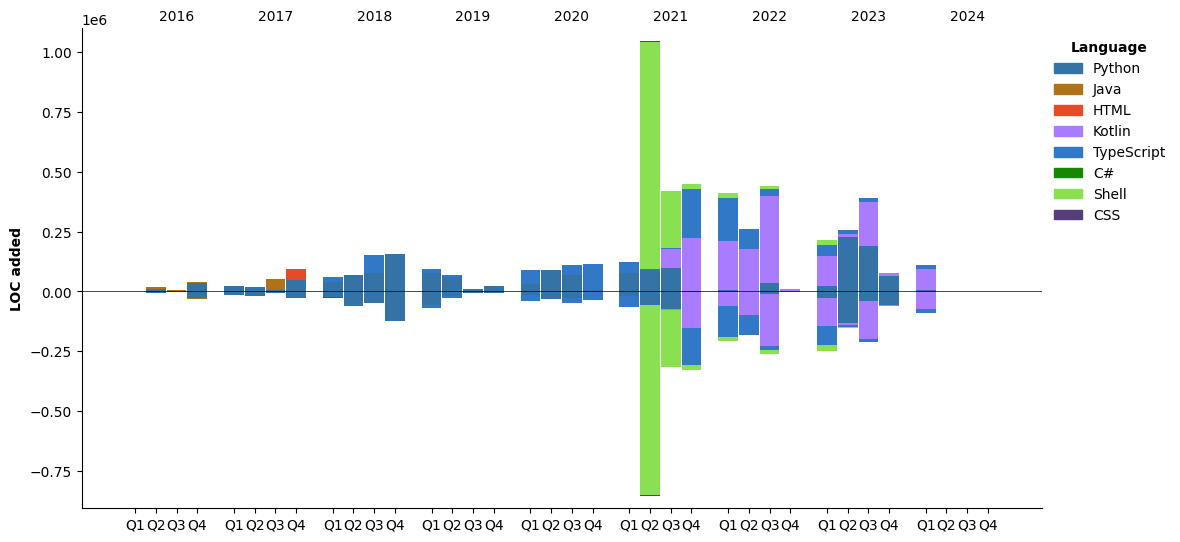 2016 2017 2018 2019 2020 2021 2022 2023 2024
1e6
1.00
0.75
0.50
0.25
0.00
−0.25
−0.50
−0.75
LOC added
Q1 Q2 Q3 Q4 Q1 Q2 Q3 Q4 Q1 Q2 Q3 Q4 Q1 Q2 Q3 Q4 Q1 Q2 Q3 Q4 Q1 Q2 Q3 Q4 Q1 Q2 Q3 Q4 Q1 Q2 Q3 Q4 Q1 Q2 Q3 Q4
Language
Python
Java
HTML
Kotlin
TypeScript
C#
Shell
CSS